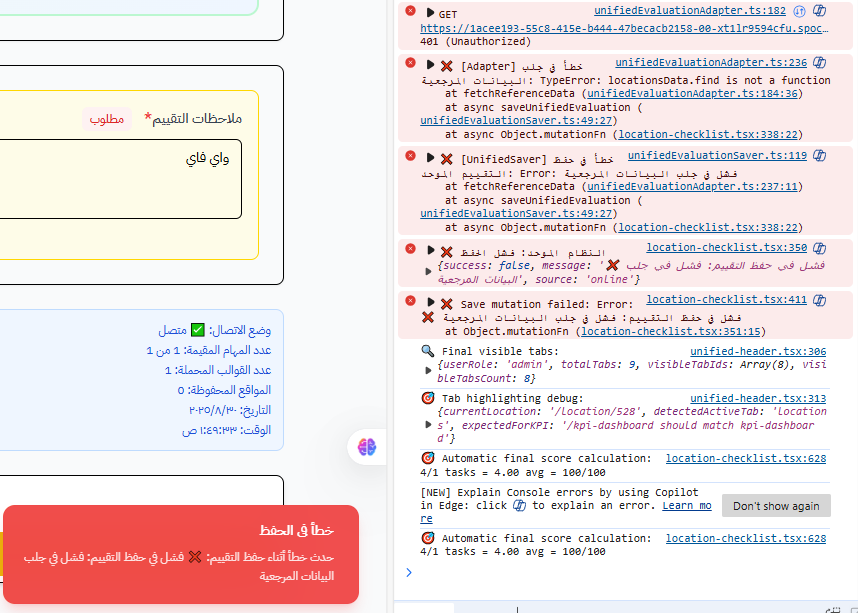 ملاحظات التقييم* مطلوب
واي فاي
وضع الاتصال: ✅ متصل
عدد المهام المقيمة: 1 من 1
عدد القوالب المحملة: 1
المواقع المحفوظة: 0
التاريخ: ٢٠٢٥/٨/٣٠
الوقت: ١:٤٩:٣٣ ص
خطأ في الحفظ
حدث خطأ أثناء حفظ التقييم: ❌ فشل في حفظ التقييم: فشل في جلب
البيانات المرجعية
▶ GET unifiedEvaluationAdapter.ts:182
https://1acee193-55c8-415e-b444-47becacb2158-00-xt1lr9594cfu.spoc…
401 (Unauthorized)
▶ ❌ [Adapter] خطأ في جلب unifiedEvaluationAdapter.ts:236
البيانات المرجعية: TypeError: locationsData.find is not a function
at fetchReferenceData (unifiedEvaluationAdapter.ts:184:36)
at async saveUnifiedEvaluation (
unifiedEvaluationSaver.ts:49:27)
at async Object.mutationFn (location-checklist.tsx:338:22)
▶ ❌ [UnifiedSaver] خطأ في حفظ unifiedEvaluationSaver.ts:119
التقييم الموحد: Error: فشل في جلب البيانات المرجعية
at fetchReferenceData (unifiedEvaluationAdapter.ts:237:11)
at async saveUnifiedEvaluation (
unifiedEvaluationSaver.ts:49:27)
at async Object.mutationFn (location-checklist.tsx:338:22)
▶ ❌ النظام الموحد: فشل الحفظ location-checklist.tsx:350
{success: false, message: '❌ فشل في حفظ التقييم: فشل في جلب
البيانات المرجعية', source: 'online'}
▶ ❌ Save mutation failed: Error: location-checklist.tsx:411
❌ فشل في حفظ التقييم: فشل في جلب البيانات المرجعية
at Object.mutationFn (location-checklist.tsx:351:15)
🔍 Final visible tabs: unified-header.tsx:306
{userRole: 'admin', totalTabs: 9, visibleTabIds: Array(8), visi
bleTabsCount: 8}
🎯 Tab highlighting debug: unified-header.tsx:313
{currentLocation: '/location/528', detectedActiveTab: 'location
s', expectedForKPI: '/kpi-dashboard should match kpi-dashboar
d'}
🎯 Automatic final score calculation: location-checklist.tsx:628
4/1 tasks = 4.00 avg = 100/100
[NEW] Explain Console errors by using Copilot
in Edge: click to explain an error. Learn mo
re
Don't show again
🎯 Automatic final score calculation: location-checklist.tsx:628
4/1 tasks = 4.00 avg = 100/100